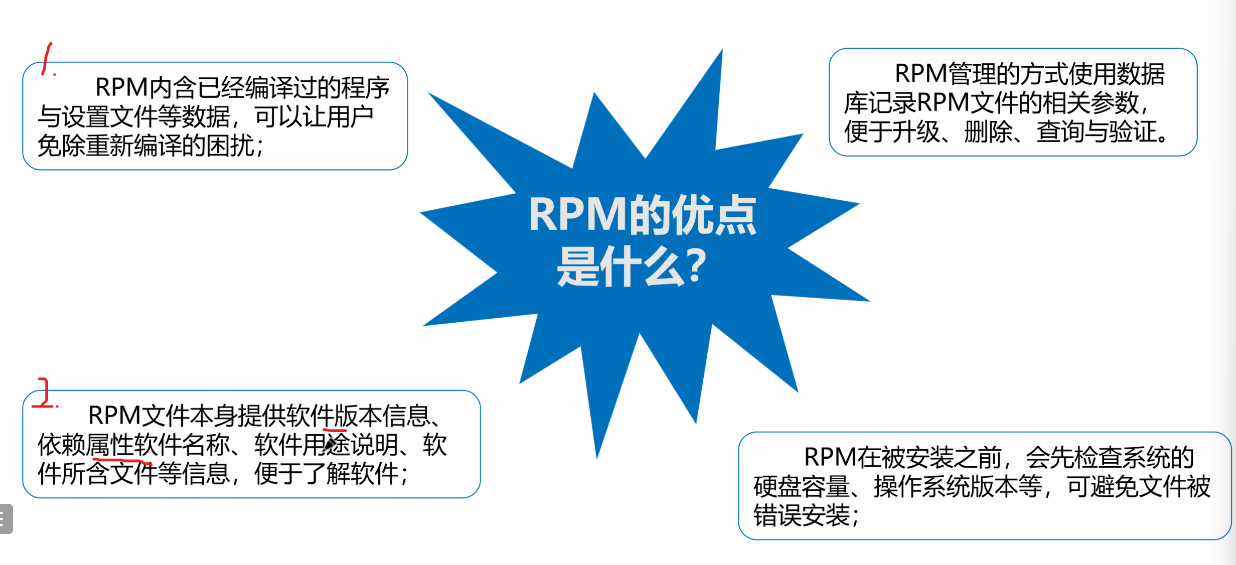 1.
RPM内含已经编译过的程序
与设置文件等数据，可以让用户
免除重新编译的困扰；
RPM管理的方式使用数据
库记录RPM文件的相关参数，
便于升级、删除、查询与验证。
RPM的优点
是什么？
2.
RPM文件本身提供软件版本信息、
依赖属性软件名称、软件用途说明、软
件所含文件等信息，便于了解软件；
RPM在被安装之前，会先检查系统的
硬盘容量、操作系统版本等，可避免文件被
错误安装；